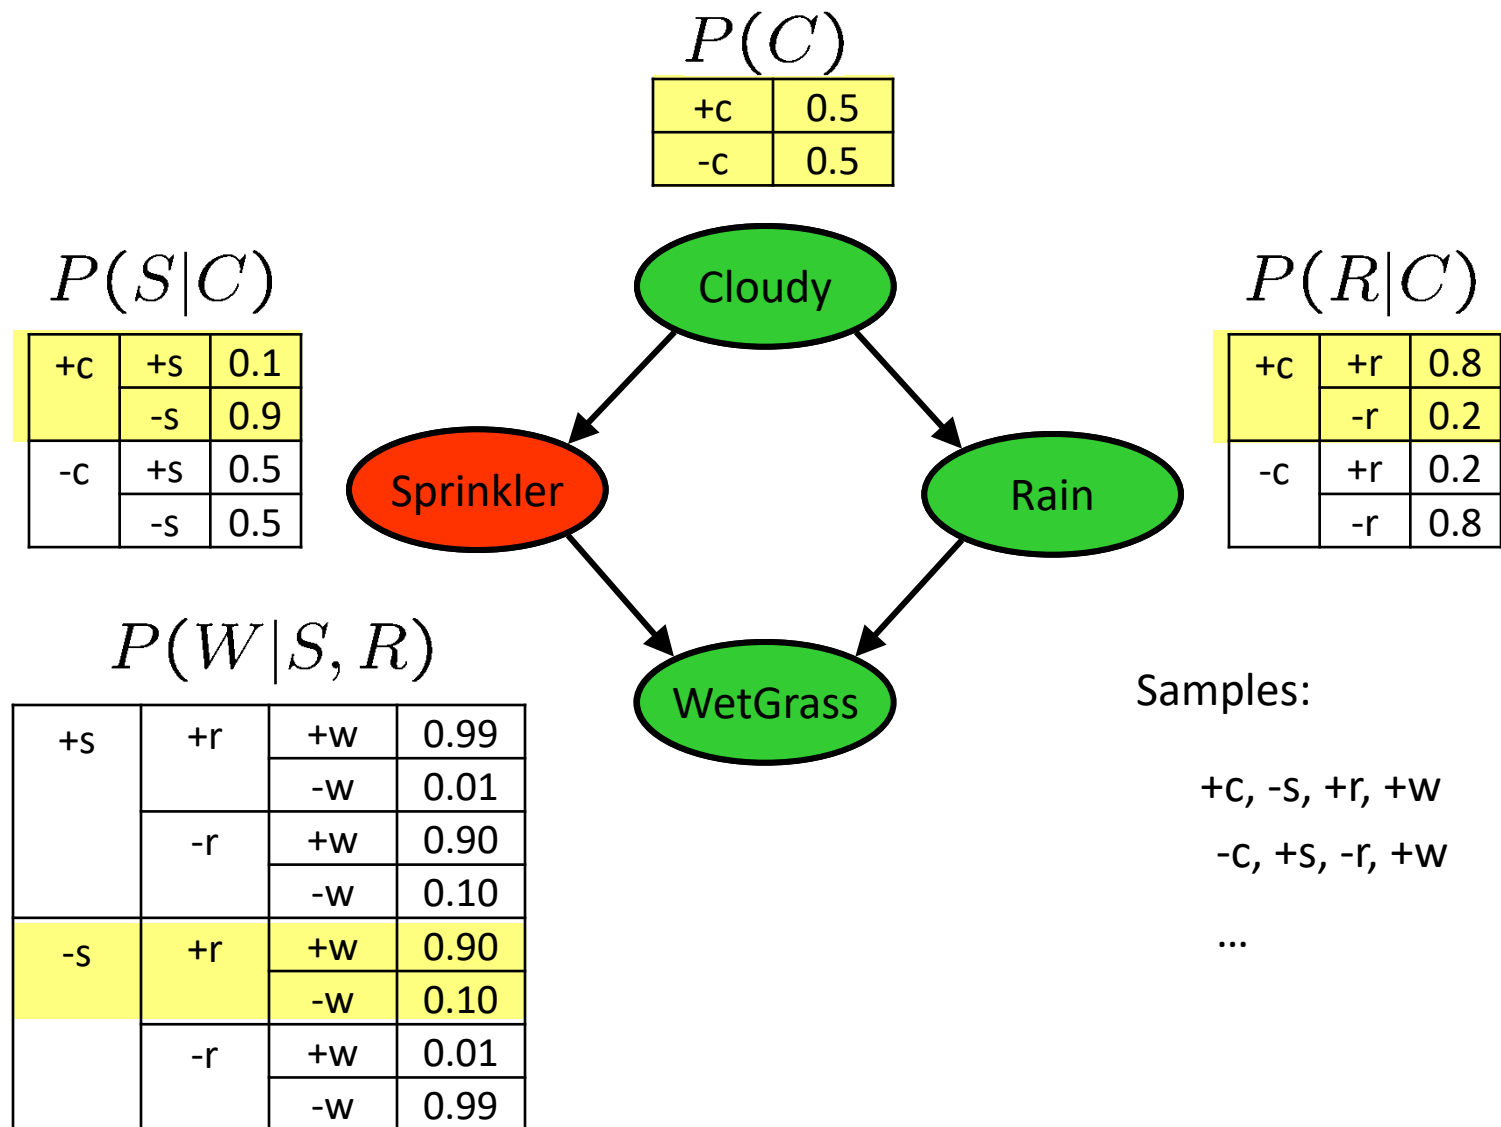 P(C)
+c 0.5
-c 0.5
P(S|C)
+c +s 0.1
-s 0.9
-c +s 0.5
-s 0.5
Cloudy
P(R|C)
+c +r 0.8
-r 0.2
-c +r 0.2
-r 0.8
Sprinkler
Rain
P(W|S, R)
+s +r +w 0.99
-w 0.01
-r +w 0.90
-w 0.10
-s +r +w 0.90
-w 0.10
-r +w 0.01
-w 0.99
WetGrass
Samples:
+c, -s, +r, +w
-c, +s, -r, +w
...